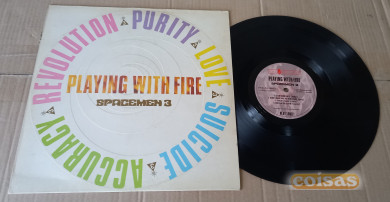 PURITY
LOVE
SUICIDE
ACCURACY
REVOLUTION
PLAYING WITH FIRE
SPACEMEN 3
PLAYING WITH FIRE
SPACEMEN 3
coisas